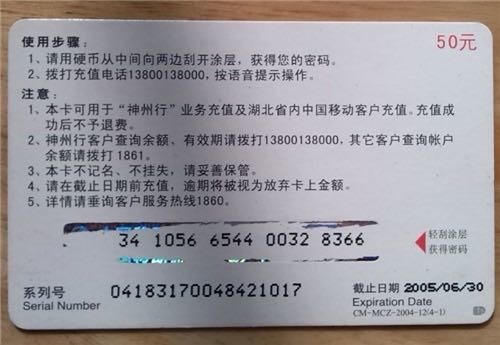 使用步骤：
50元
1、请用硬币从中间向两边刮开涂层，获得您的密码。
2、拨打充值电话13800138000，按语音提示操作。
注意：
1、本卡可用于“神州行”业务充值及湖北省内中国移动客户充值。充值成
功后不予退费。
2、神州行客户查询余额、有效期请拨打13800138000，其它客户查询帐户
余额请拨打1861。
3、本卡不记名、不挂失，请妥善保管。
4、请在截止日期前充值，逾期将被视为放弃卡上金额。
5、详情请垂询客户服务热线1860。
34 1056 6544 0032 8366
轻刮涂层
获得密码
系列号
Serial Number
04183170048421017
截止日期 2005/06/30
Expiration Date
CM-MCZ-2004-12(4-1)